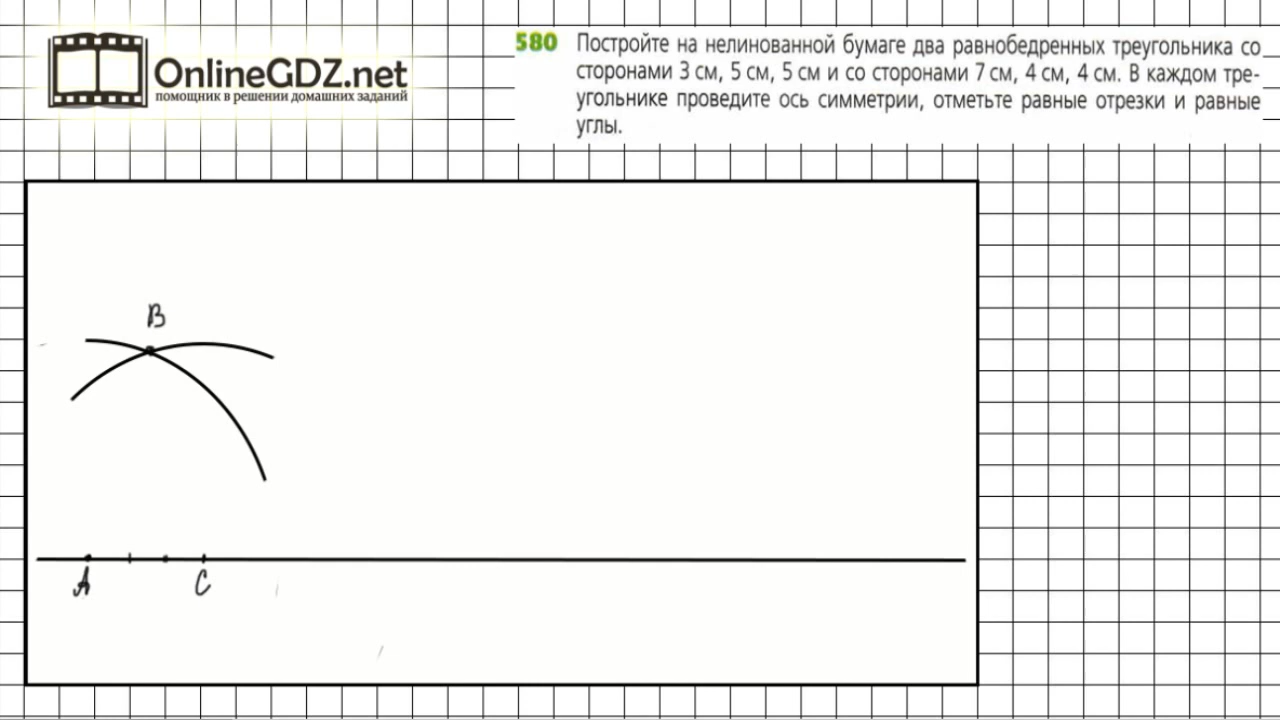 OnlineGDZ.net
помощник в решении домашних заданий
580 Постройте на нелинованной бумаге два равнобедренных треугольника со
сторонами 3 см, 5 см, 5 см и со сторонами 7 см, 4 см, 4 см. В каждом тре-
угольнике проведите ось симметрии, отметьте равные отрезки и равные
углы.
B
A C